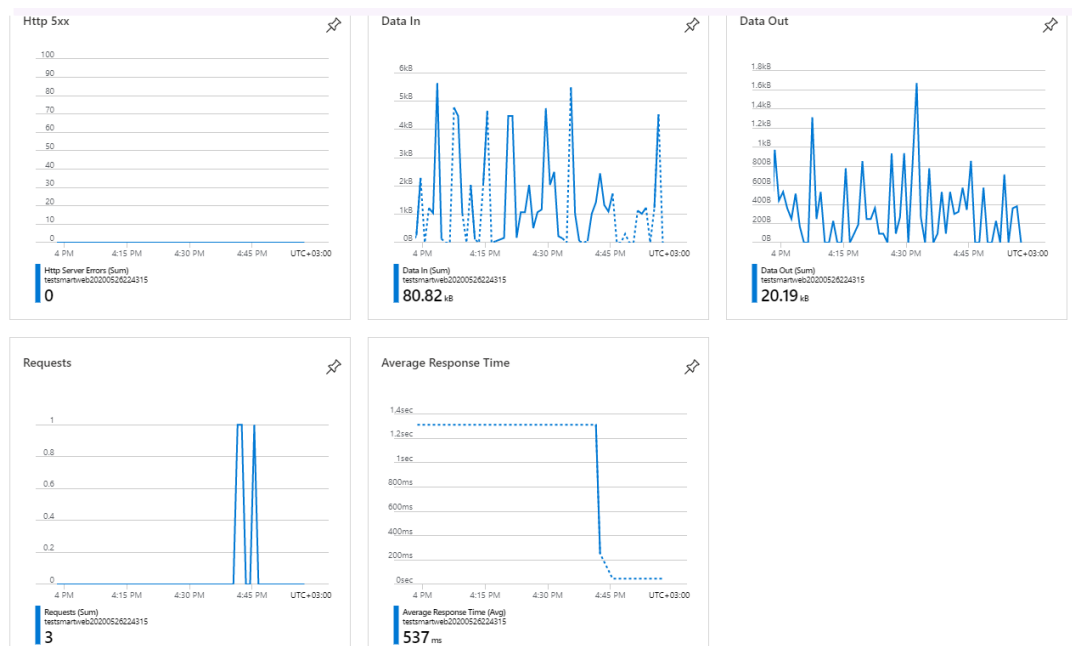 Http 5xx
100
90
80
70
60
50
40
30
20
10
0
4 PM 4:15 PM 4:30 PM 4:45 PM UTC+03:00
Http Server Errors (Sum)
testsmartweb20200526224315
0
Data In
6kB
5kB
4kB
3kB
2kB
1kB
0B
4 PM 4:15 PM 4:30 PM 4:45 PM UTC+03:00
Data In (Sum)
testsmartweb20200526224315
80.82 kB
Data Out
1.8kB
1.6kB
1.4kB
1.2kB
1kB
800B
600B
400B
200B
0B
4 PM 4:15 PM 4:30 PM 4:45 PM UTC+03:00
Data Out (Sum)
testsmartweb20200526224315
20.19 kB
Requests
1
0.8
0.6
0.4
0.2
0
4 PM 4:15 PM 4:30 PM 4:45 PM UTC+03:00
Requests (Sum)
testsmartweb20200526224315
3
Average Response Time
1.4sec
1.2sec
1sec
800ms
600ms
400ms
200ms
0sec
4 PM 4:15 PM 4:30 PM 4:45 PM UTC+03:00
Average Response Time (Avg)
testsmartweb20200526224315
537 ms